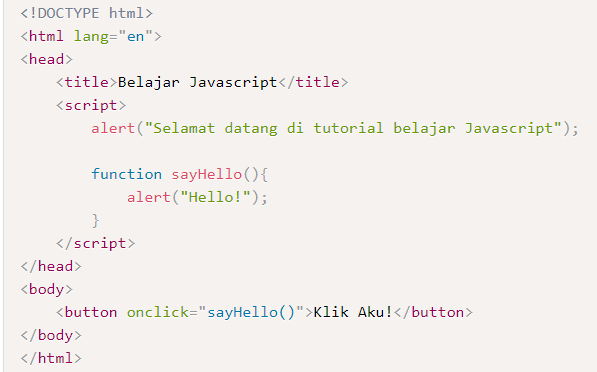 <!DOCTYPE html>
<html lang="en">
<head>
    <title>Belajar Javascript</title>
    <script>
        alert("Selamat datang di tutorial belajar Javascript");

        function sayHello(){
            alert("Hello!");
        }
    </script>
</head>
<body>
    <button onclick="sayHello()">Klik Aku!</button>
</body>
</html>